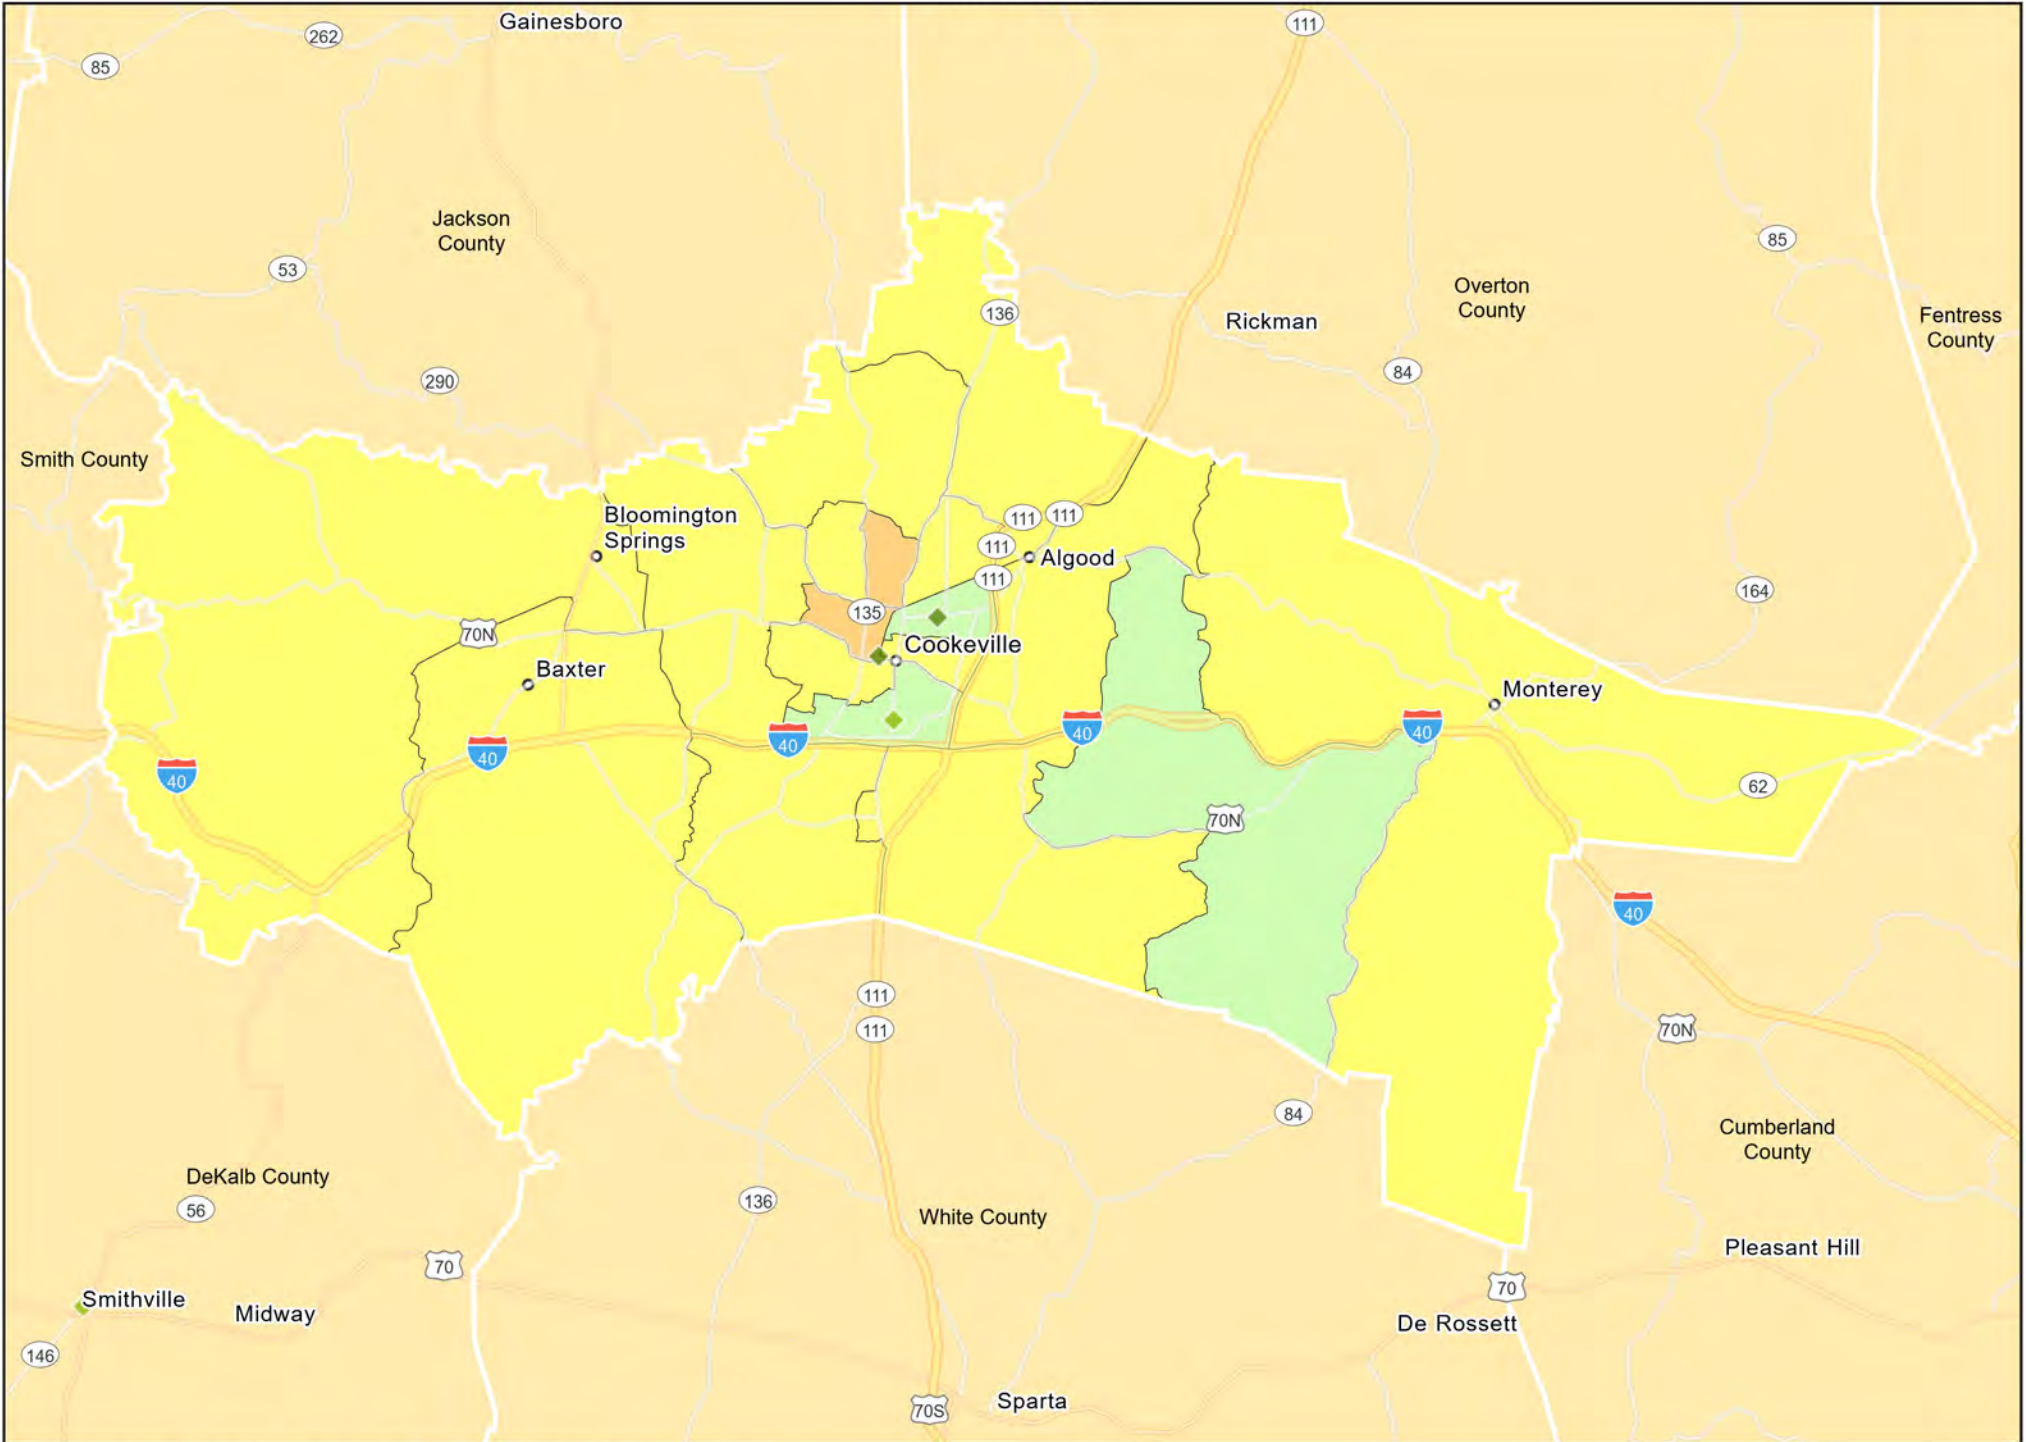 Gainesboro
111
262
85
Jackson
County
53
85
Overton
County
136
Rickman
Fentress
County
84
290
Smith County
Bloomington
Springs
111
111
111
Algood
111
164
135
70N
Cookeville
Baxter
Monterey
40
40
40
40
40
62
70N
40
111
111
70N
84
Cumberland
County
DeKalb County
56
136
White County
Pleasant Hill
70
70
Smithville
Midway
De Rossett
146
Sparta
70S